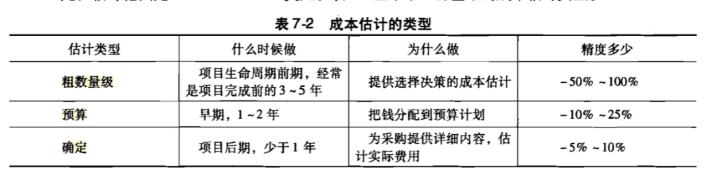 表7-2 成本估计的类型
估计类型 什么时候做 为什么做 精度多少
粗数量级 项目生命周期前期，经常是项目完成前的3~5年 提供选择决策的成本估计 -50% ~100%
预算 早期，1~2年 把钱分配到预算计划 -10% ~25%
确定 项目后期，少于1年 为采购提供详细内容，估计实际费用 -5% ~10%